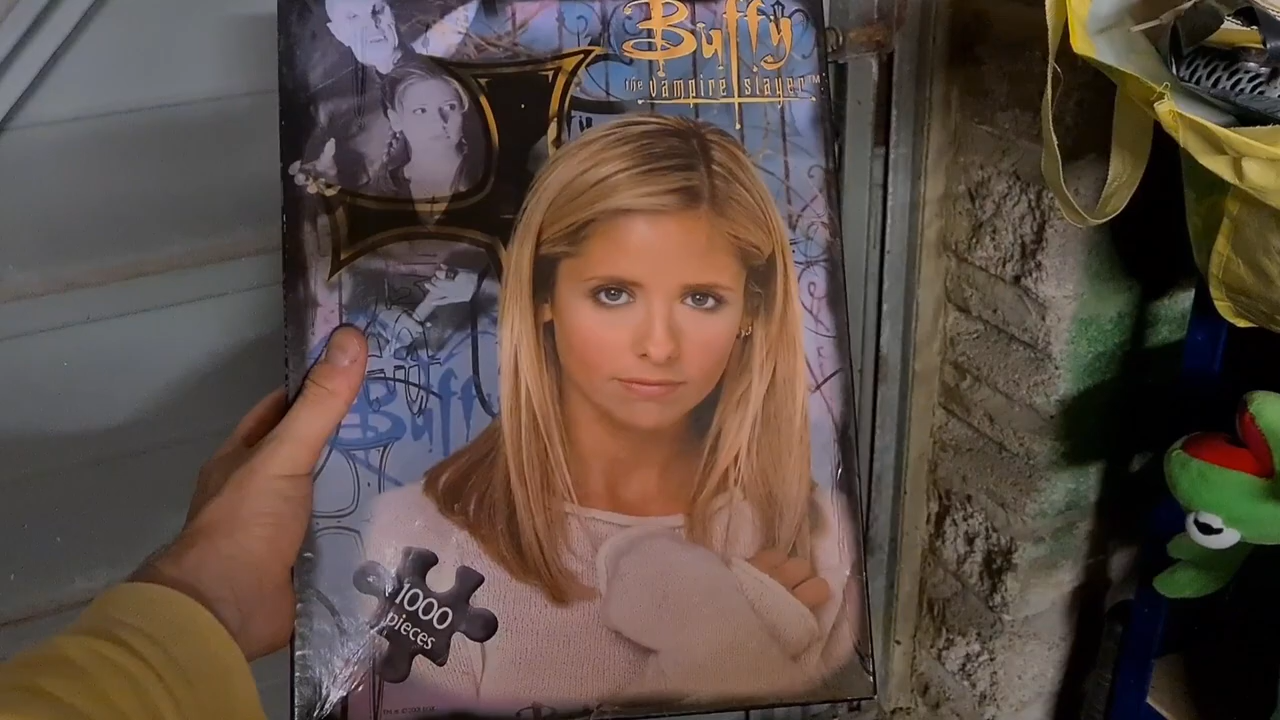 Buffy
the vampire slayer™
Buffy
1000
pieces